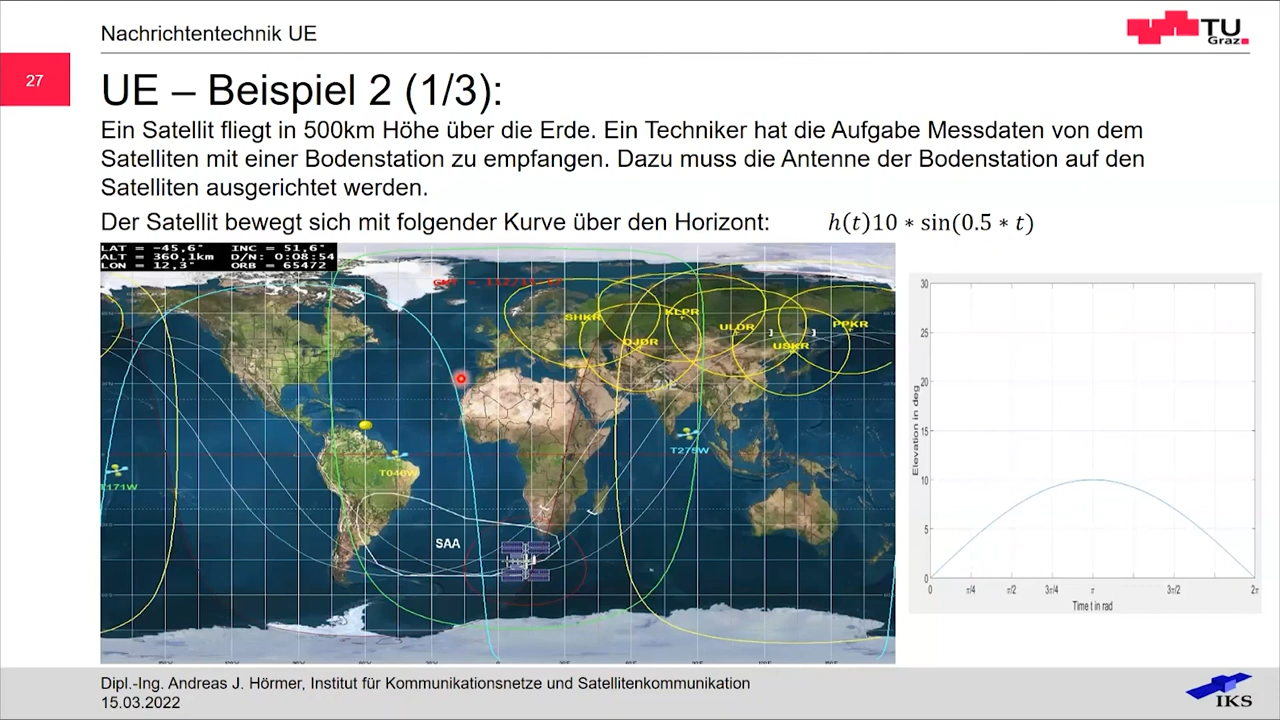 Nachrichtentechnik UE
TU
Graz
27
UE – Beispiel 2 (1/3):
Ein Satellit fliegt in 500km Höhe über die Erde. Ein Techniker hat die Aufgabe Messdaten von dem
Satelliten mit einer Bodenstation zu empfangen. Dazu muss die Antenne der Bodenstation auf den
Satelliten ausgerichtet werden.
Der Satellit bewegt sich mit folgender Kurve über den Horizont: h(t)10 ∗ sin(0.5 ∗ t)
LAT = -45,6° INC = 51,6°
ALT = 360,1km D/N: 0:08:54
LON = 12,3° ORB = 65472
SHKR
KLPR
DJDR
ULDR
USKR
PPKR
T275W
T046W
T171W
SAA
30
25
20
15
10
5
0
Elevation in deg
0 π/4 π/2 3π/4 π 3π/2 2π
Time t in rad
Dipl.-Ing. Andreas J. Hörmer, Institut für Kommunikationsnetze und Satellitenkommunikation
15.03.2022
IKS